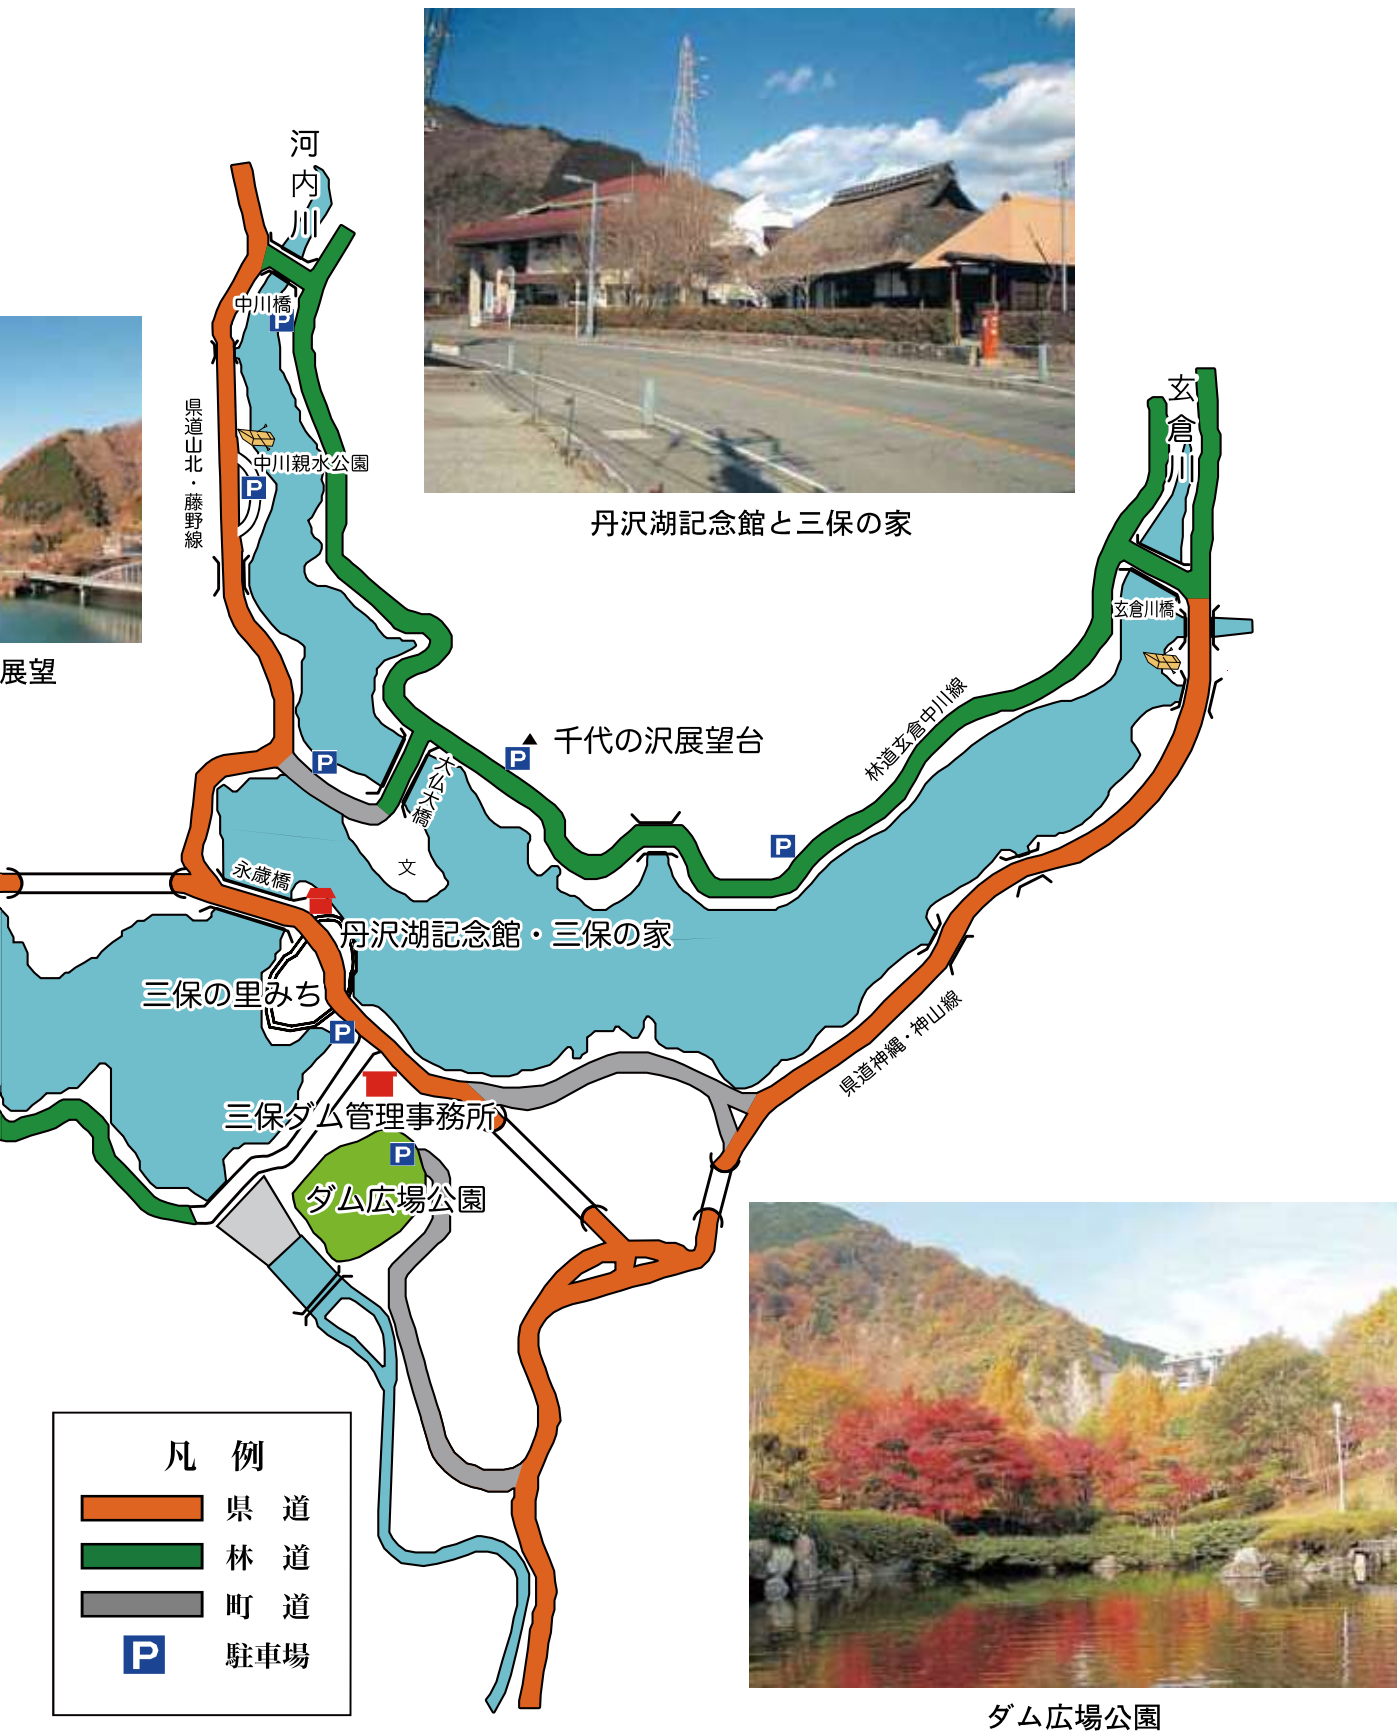 河内川
中川橋
P
県道山北・藤野線
中川親水公園
P
丹沢湖記念館と三保の家
玄倉川
玄倉川橋
展望
林道玄倉中川線
千代の沢展望台
P
P
大仏大橋
P
文
永歳橋
丹沢湖記念館・三保の家
三保の里みち
P
県道神縄・神山線
三保ダム管理事務所
P
ダム広場公園
凡 例
県 道
林 道
町 道
P 駐車場
ダム広場公園